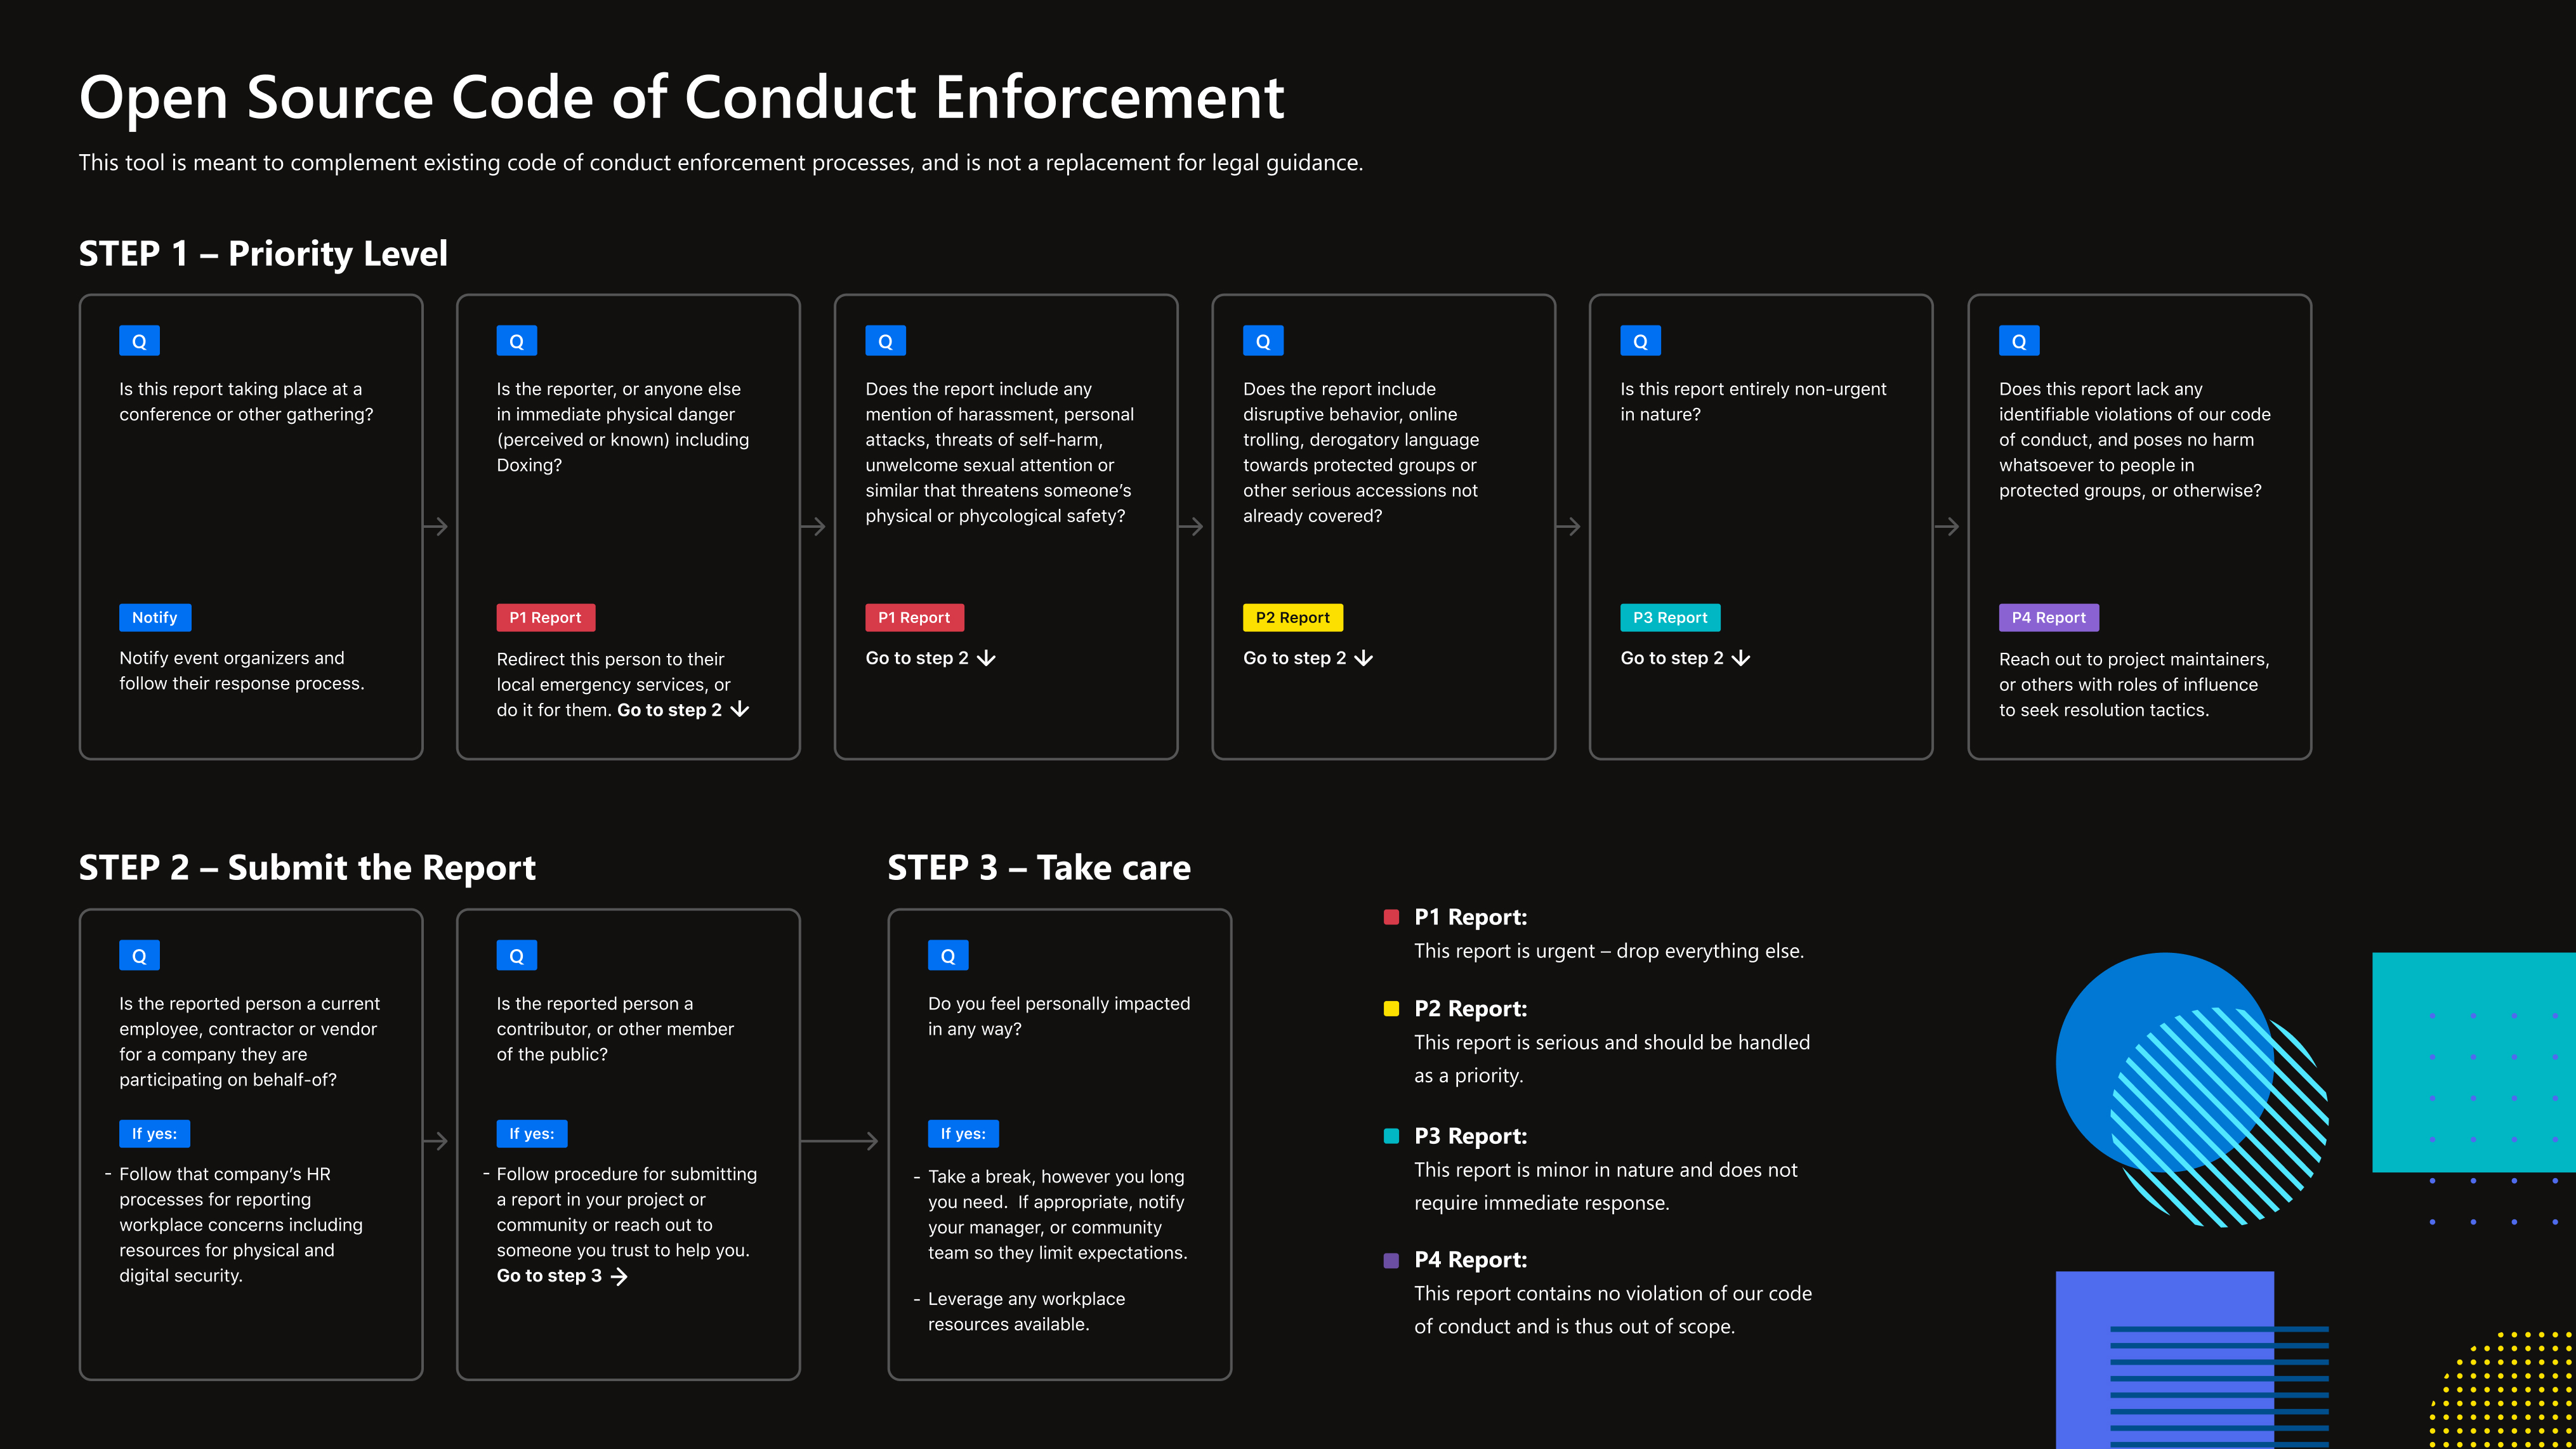 Open Source Code of Conduct Enforcement
This tool is meant to complement existing code of conduct enforcement processes, and is not a replacement for legal guidance.
STEP 1 – Priority Level
Q
Is this report taking place at a
conference or other gathering?
Notify
Notify event organizers and
follow their response process.
Q
Is the reporter, or anyone else
in immediate physical danger
(perceived or known) including
Doxing?
P1 Report
Redirect this person to their
local emergency services, or
do it for them. Go to step 2 ↓
Q
Does the report include any
mention of harassment, personal
attacks, threats of self-harm,
unwelcome sexual attention or
similar that threatens someone’s
physical or phycological safety?
P1 Report
Go to step 2 ↓
Q
Does the report include
disruptive behavior, online
trolling, derogatory language
towards protected groups or
other serious accessions not
already covered?
P2 Report
Go to step 2 ↓
Q
Is this report entirely non-urgent
in nature?
P3 Report
Go to step 2 ↓
Q
Does this report lack any
identifiable violations of our code
of conduct, and poses no harm
whatsoever to people in
protected groups, or otherwise?
P4 Report
Reach out to project maintainers,
or others with roles of influence
to seek resolution tactics.
STEP 2 – Submit the Report
Q
Is the reported person a current
employee, contractor or vendor
for a company they are
participating on behalf-of?
If yes:
- Follow that company’s HR
processes for reporting
workplace concerns including
resources for physical and
digital security.
Q
Is the reported person a
contributor, or other member
of the public?
If yes:
- Follow procedure for submitting
a report in your project or
community or reach out to
someone you trust to help you.
Go to step 3 →
STEP 3 – Take care
Q
Do you feel personally impacted
in any way?
If yes:
- Take a break, however you long
you need.  If appropriate, notify
your manager, or community
team so they limit expectations.
- Leverage any workplace
resources available.
P1 Report:
This report is urgent – drop everything else.
P2 Report:
This report is serious and should be handled
as a priority.
P3 Report:
This report is minor in nature and does not
require immediate response.
P4 Report:
This report contains no violation of our code
of conduct and is thus out of scope.